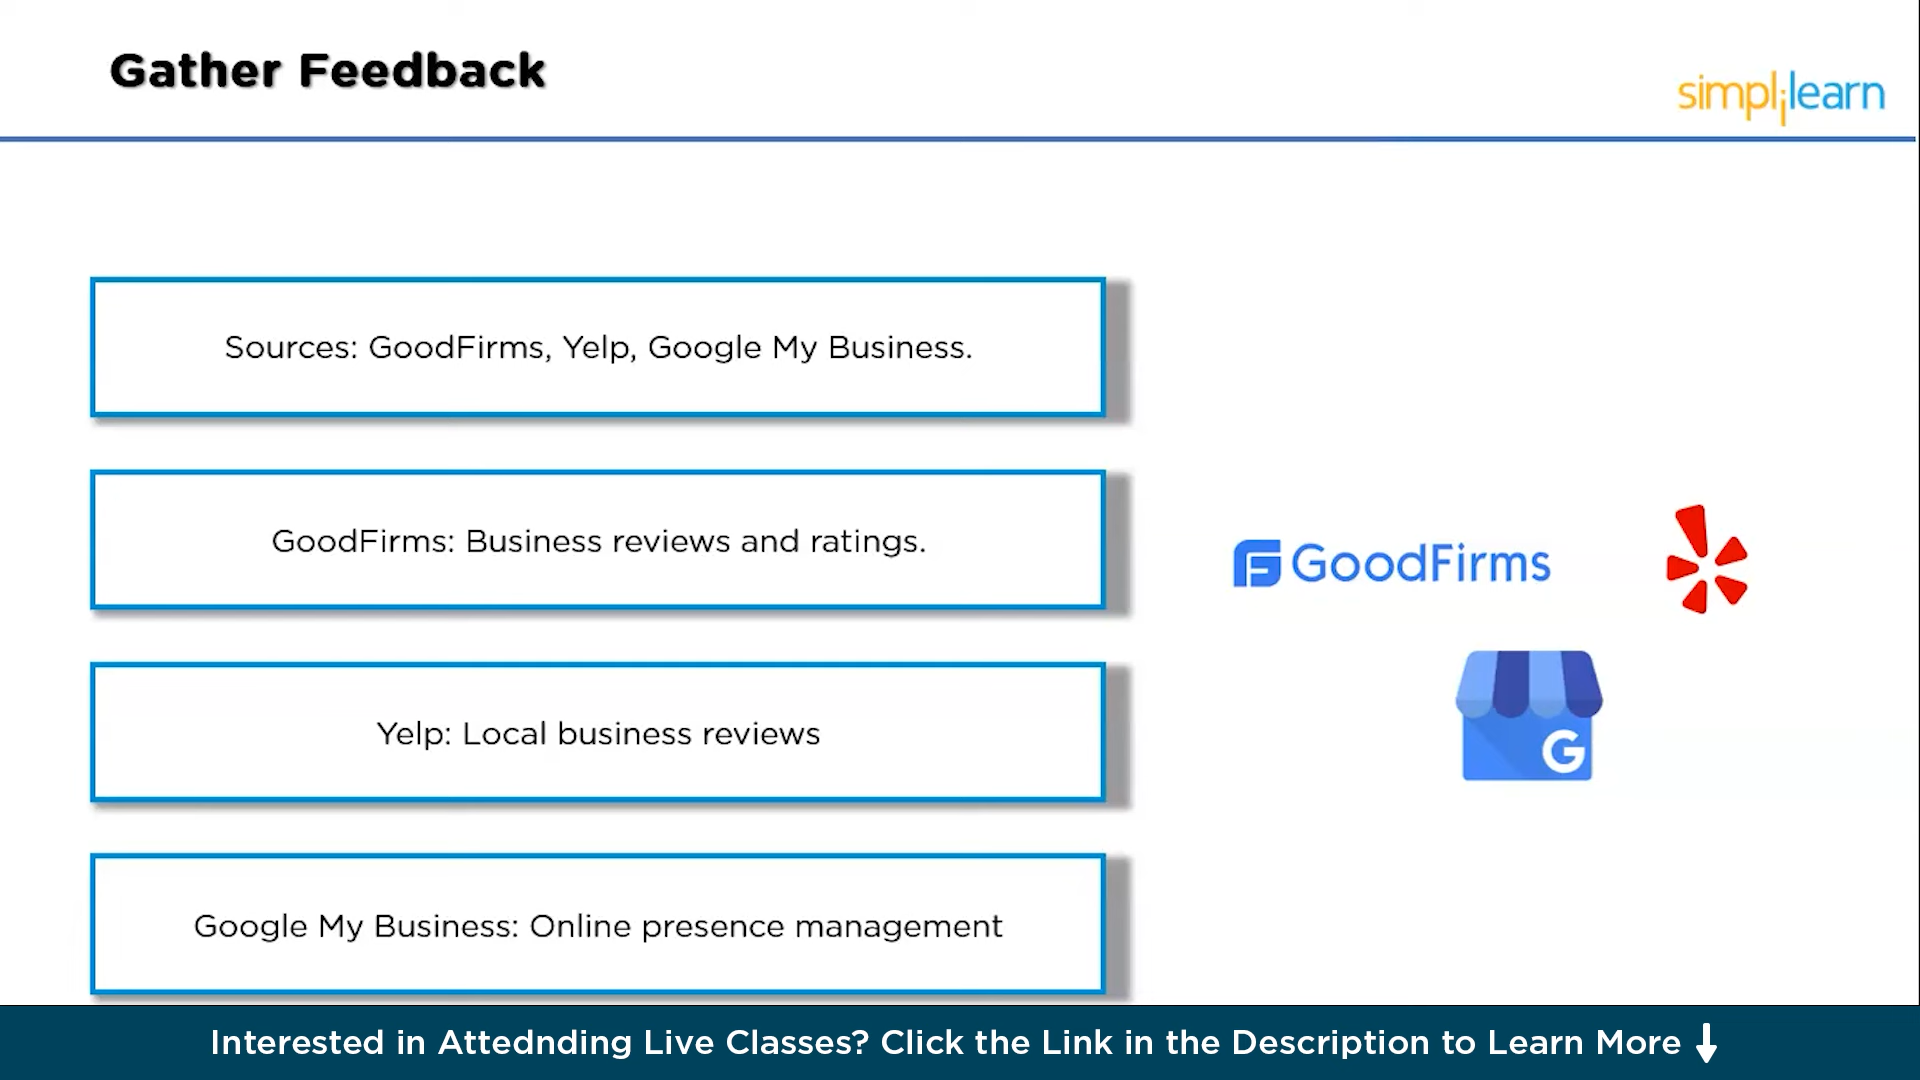 Gather Feedback
simplilearn
Sources: GoodFirms, Yelp, Google My Business.
GoodFirms: Business reviews and ratings.
GoodFirms
Yelp: Local business reviews
G
Google My Business: Online presence management
Interested in Attednding Live Classes? Click the Link in the Description to Learn More